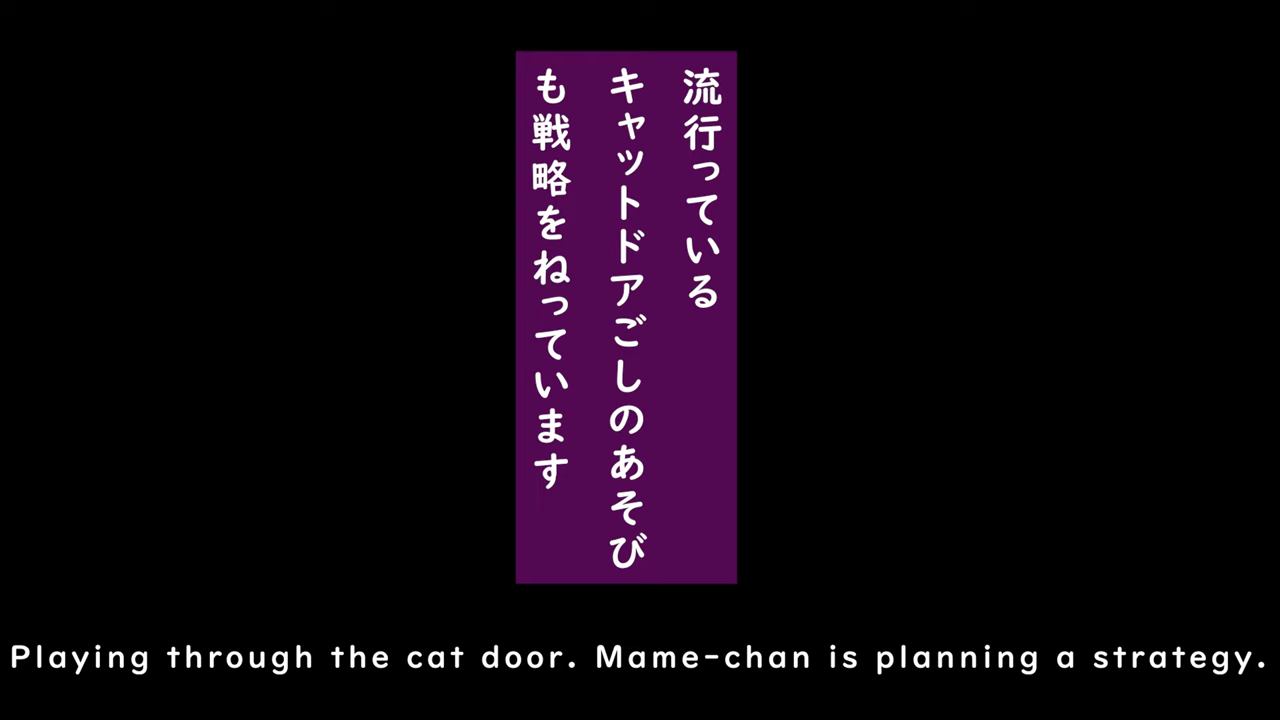 流行っている
キャットドアごしのあそび
も戦略をねっています
Playing through the cat door. Mame-chan is planning a strategy.